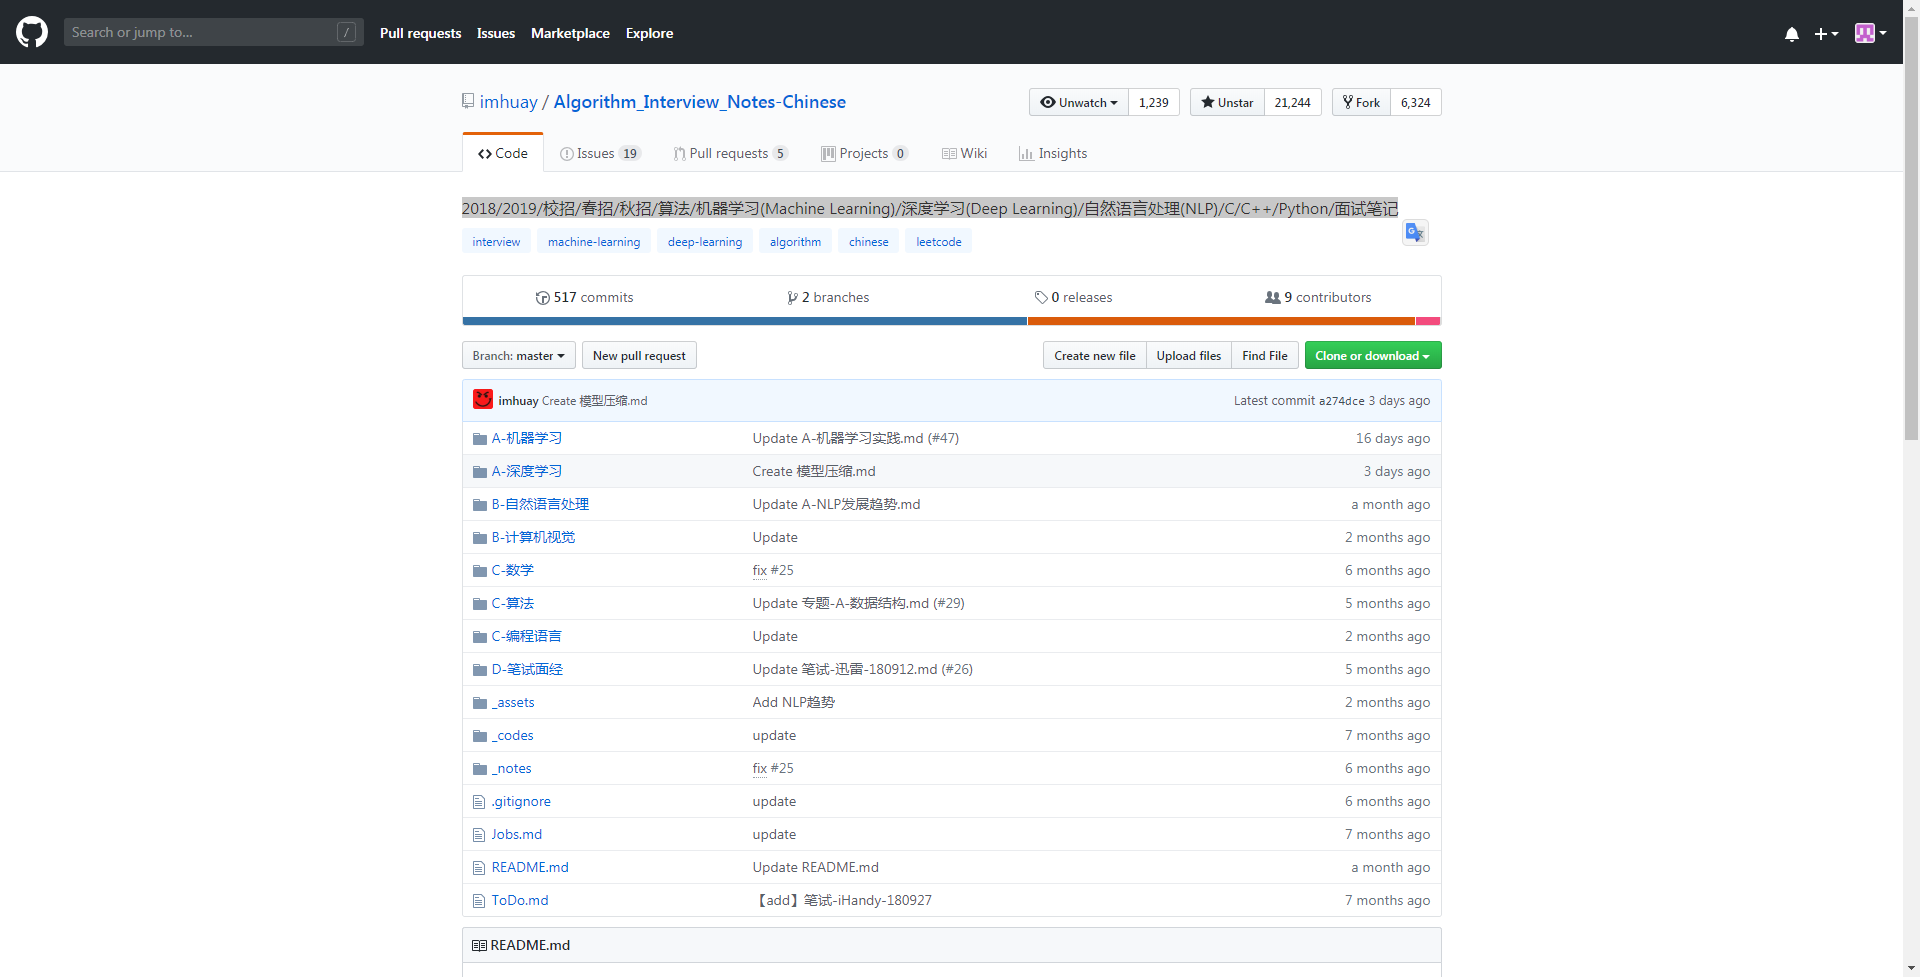 Search or jump to... /
Pull requests Issues Marketplace Explore
imhuay / Algorithm_Interview_Notes-Chinese
Unwatch 1,239 Unstar 21,244 Fork 6,324
Code Issues 19 Pull requests 5 Projects 0 Wiki Insights
2018/2019/校招/春招/秋招/算法/机器学习(Machine Learning)/深度学习(Deep Learning)/自然语言处理(NLP)/C/C++/Python/面试笔记
interview machine-learning deep-learning algorithm chinese leetcode
517 commits 2 branches 0 releases 9 contributors
Branch: master New pull request Create new file Upload files Find File Clone or download
imhuay Create 模型压缩.md Latest commit a274dce 3 days ago
A-机器学习 Update A-机器学习实践.md (#47) 16 days ago
A-深度学习 Create 模型压缩.md 3 days ago
B-自然语言处理 Update A-NLP发展趋势.md a month ago
B-计算机视觉 Update 2 months ago
C-数学 fix #25 6 months ago
C-算法 Update 专题-A-数据结构.md (#29) 5 months ago
C-编程语言 Update 2 months ago
D-笔试面经 Update 笔试-迅雷-180912.md (#26) 5 months ago
_assets Add NLP趋势 2 months ago
_codes update 7 months ago
_notes fix #25 6 months ago
.gitignore update 6 months ago
Jobs.md update 7 months ago
README.md Update README.md a month ago
ToDo.md 【add】笔试-iHandy-180927 7 months ago
README.md